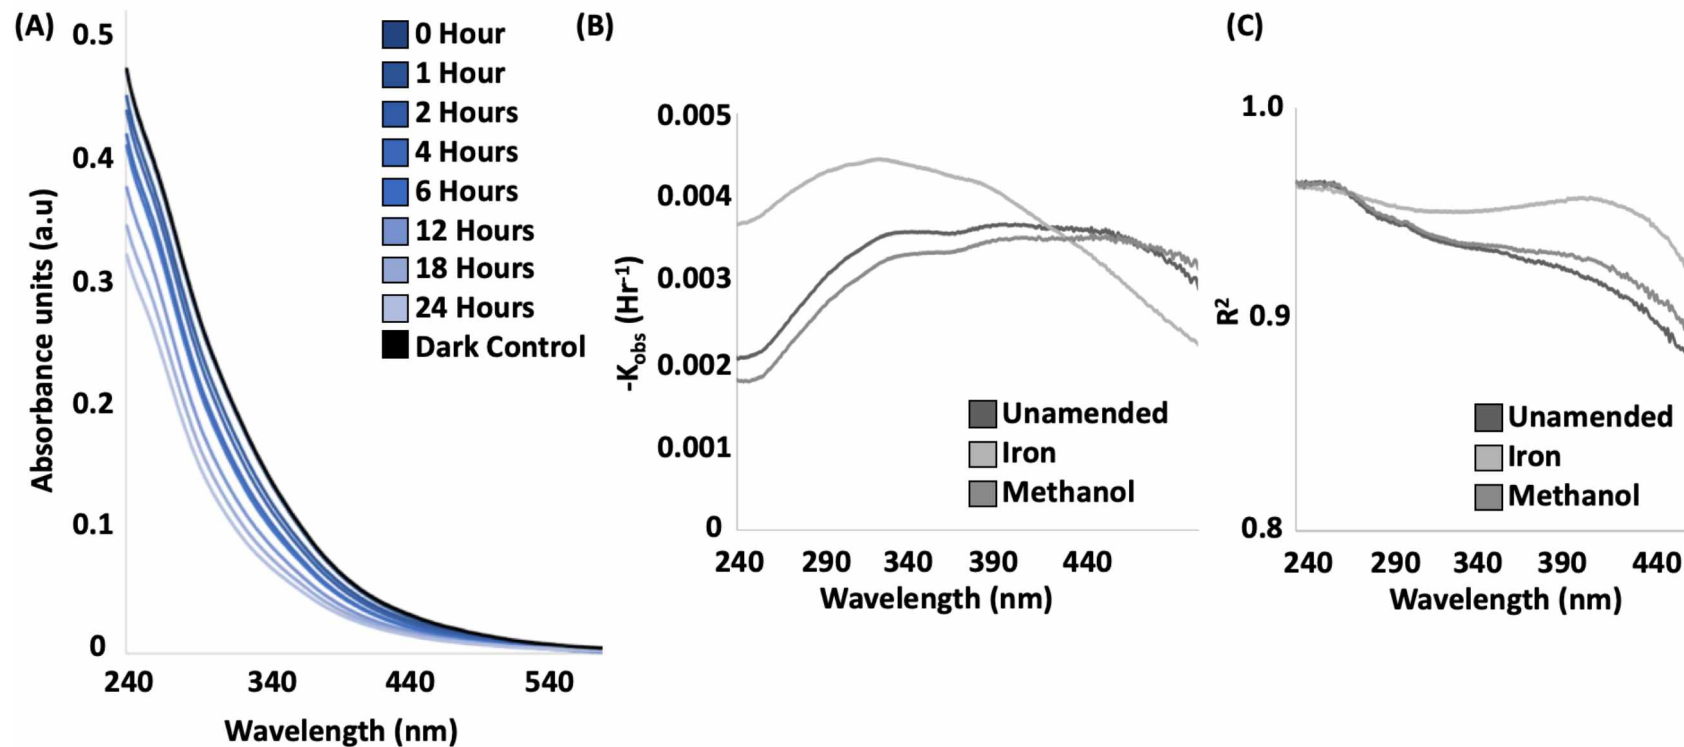 (A)
0.5
0.4
0.3
0.2
0.1
0
Absorbance units (a.u)
240 340 440 540
Wavelength (nm)
0 Hour
1 Hour
2 Hours
4 Hours
6 Hours
12 Hours
18 Hours
24 Hours
Dark Control
(B)
0.005
0.004
0.003
0.002
0.001
0
-Kobs (Hr-1)
240 290 340 390 440
Wavelength (nm)
Unamended
Iron
Methanol
(C)
1.0
0.9
0.8
R2
240 290 340 390 440
Wavelength (nm)
Unamended
Iron
Methanol